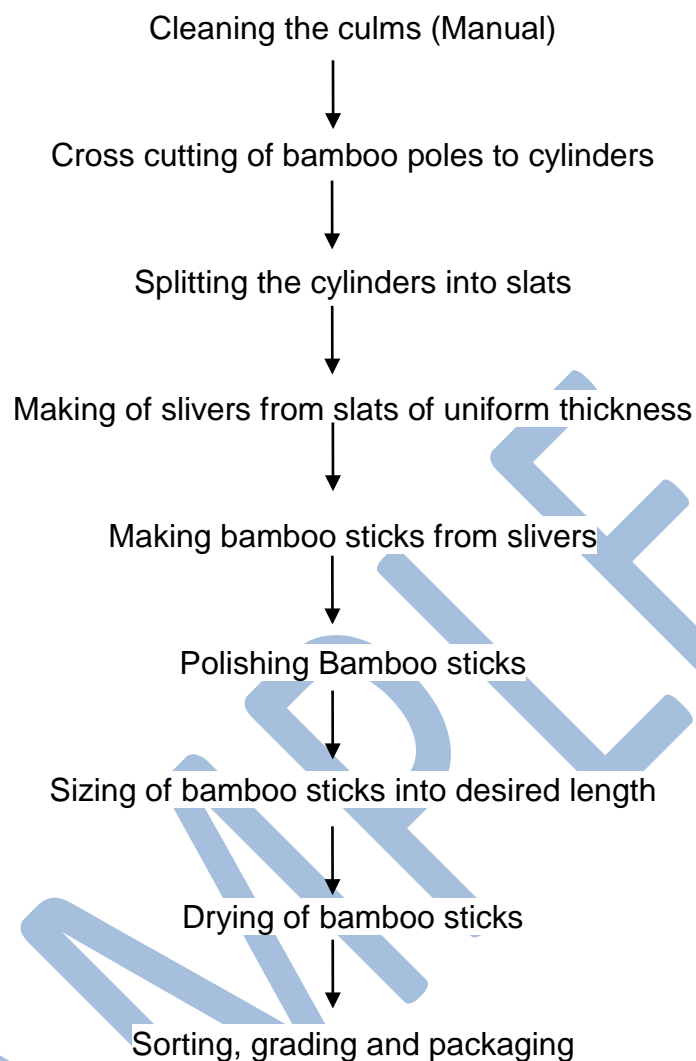 Cleaning the culms (Manual)
Cross cutting of bamboo poles to cylinders
Splitting the cylinders into slats
Making of slivers from slats of uniform thickness
Making bamboo sticks from slivers
Polishing Bamboo sticks
Sizing of bamboo sticks into desired length
Drying of bamboo sticks
Sorting, grading and packaging